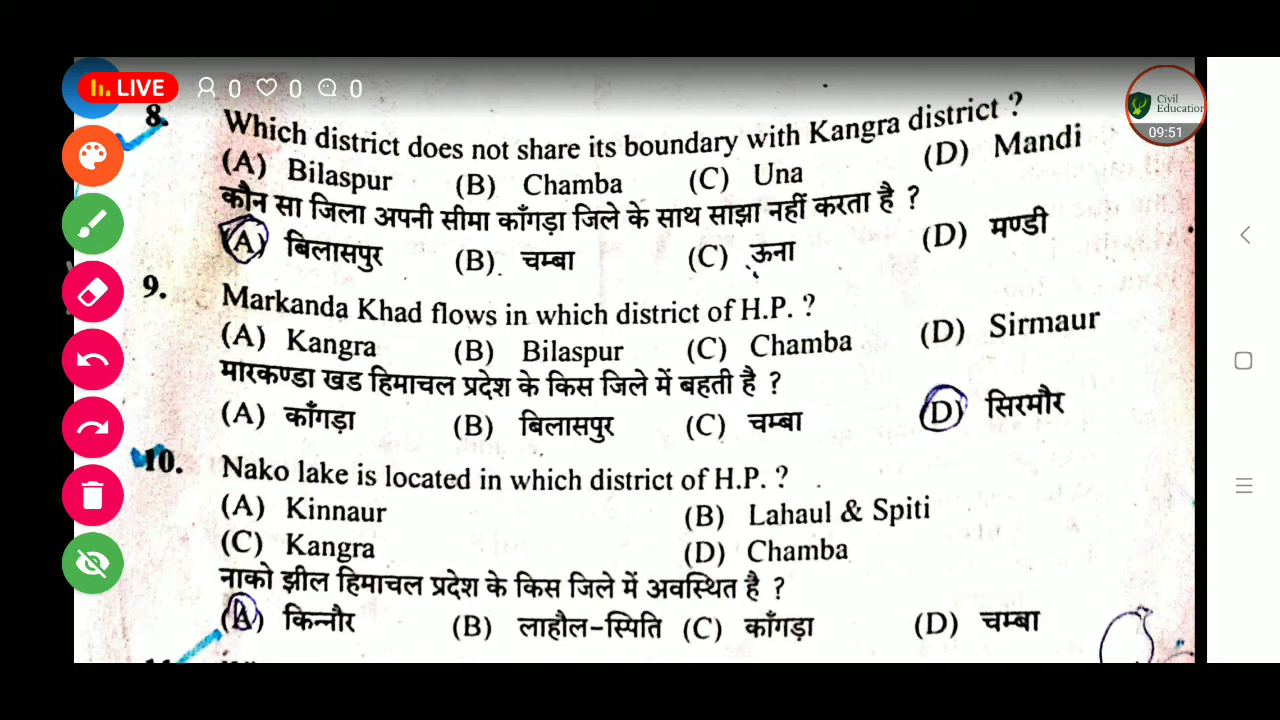 LIVE 0 0 0
Civil
Education
09:51
8. Which district does not share its boundary with Kangra district ?
(A) Bilaspur (B) Chamba (C) Una (D) Mandi
कौन सा जिला अपनी सीमा काँगड़ा जिले के साथ साझा नहीं करता है ?
(A) बिलासपुर (B) चम्बा (C) ऊना (D) मण्डी
9. Markanda Khad flows in which district of H.P. ?
(A) Kangra (B) Bilaspur (C) Chamba (D) Sirmaur
मारकण्डा खड हिमाचल प्रदेश के किस जिले में बहती है ?
(A) काँगड़ा (B) बिलासपुर (C) चम्बा (D) सिरमौर
10. Nako lake is located in which district of H.P. ?
(A) Kinnaur (B) Lahaul & Spiti
(C) Kangra (D) Chamba
नाको झील हिमाचल प्रदेश के किस जिले में अवस्थित है ?
(A) किन्नौर (B) लाहौल-स्पिति (C) काँगड़ा (D) चम्बा